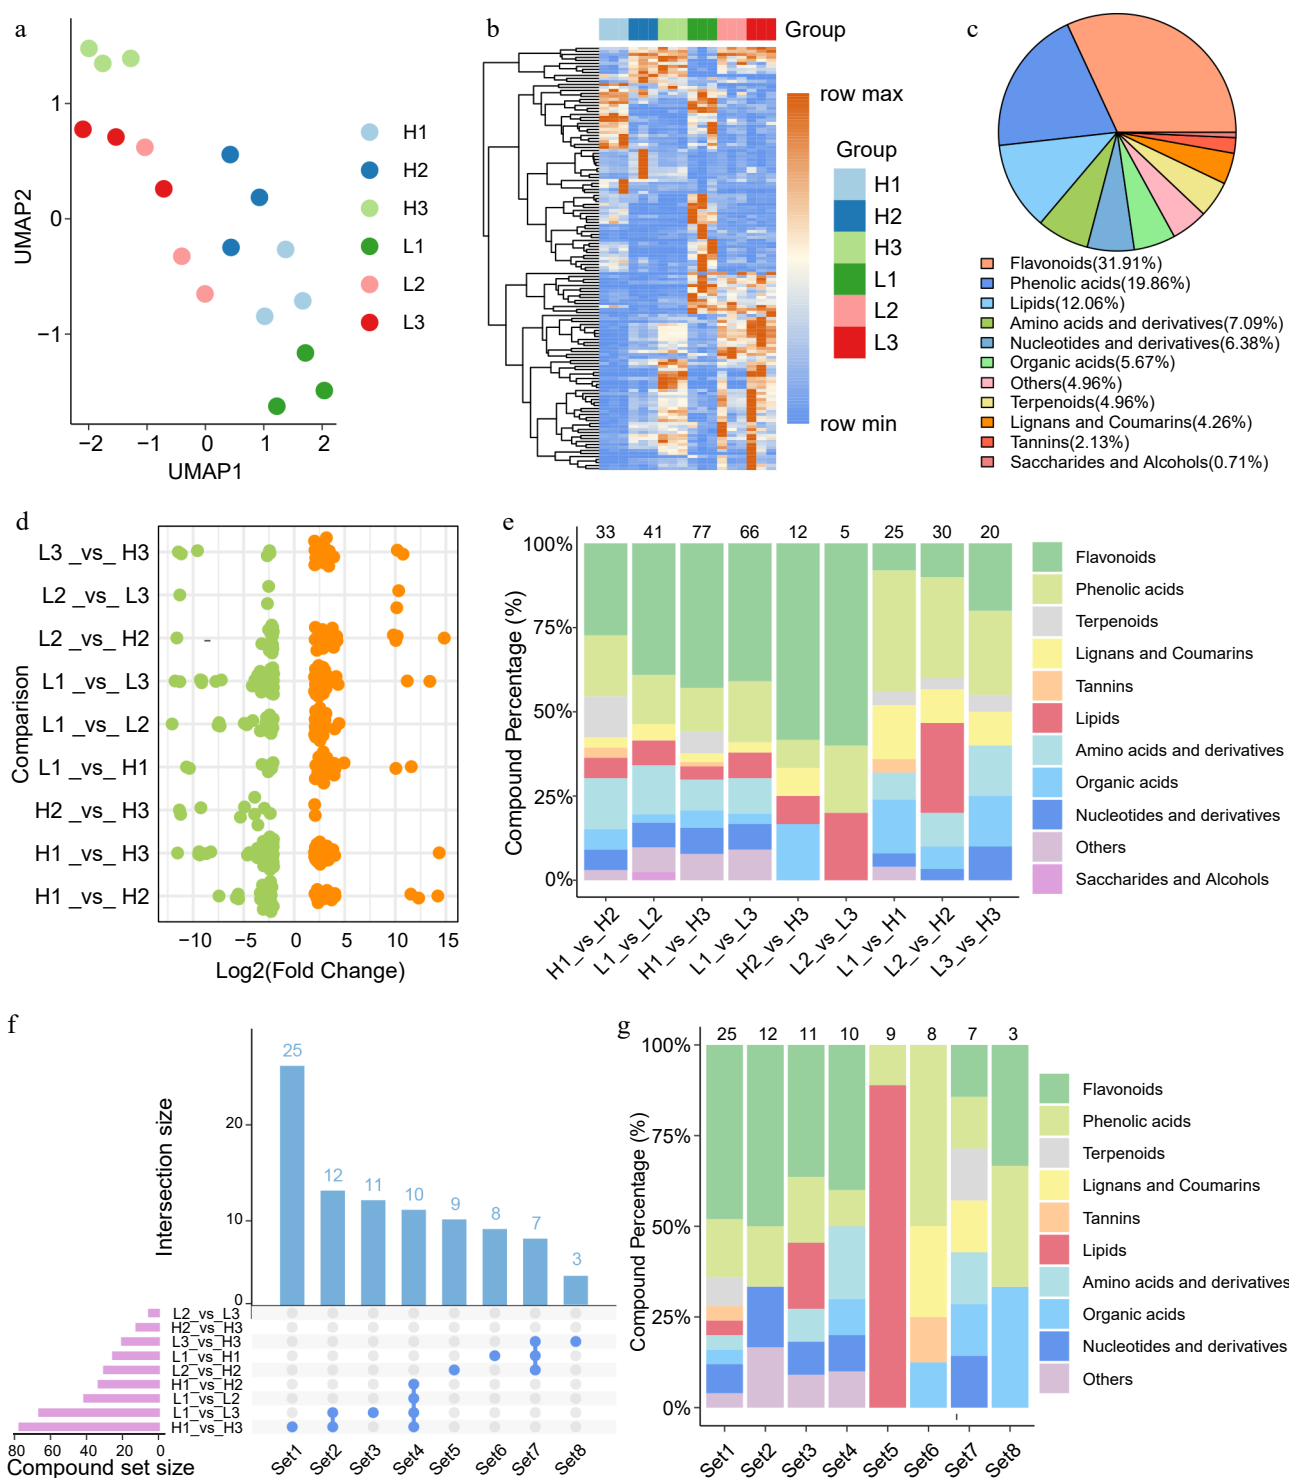 a
1
0
−1
UMAP2
−2
−1
0
1
2
UMAP1
H1
H2
H3
L1
L2
L3
b
Group
row max
row min
Group
H1
H2
H3
L1
L2
L3
c
Flavonoids(31.91%)
Phenolic acids(19.86%)
Lipids(12.06%)
Amino acids and derivatives(7.09%)
Nucleotides and derivatives(6.38%)
Organic acids(5.67%)
Others(4.96%)
Terpenoids(4.96%)
Lignans and Coumarins(4.26%)
Tannins(2.13%)
Saccharides and Alcohols(0.71%)
d
Comparison
L3 _vs_ H3
L2 _vs_ L3
L2 _vs_ H2
L1 _vs_ L3
L1 _vs_ L2
L1 _vs_ H1
H2 _vs_ H3
H1 _vs_ H3
H1 _vs_ H2
−10
−5
0
5
10
15
Log2(Fold Change)
e
33
41
77
66
12
5
25
30
20
100%
75%
50%
25%
0%
Compound Percentage (%)
H1_vs_H2
L1_vs_L2
H1_vs_H3
L1_vs_L3
H2_vs_H3
L2_vs_L3
L1_vs_H1
L2_vs_H2
L3_vs_H3
Flavonoids
Phenolic acids
Terpenoids
Lignans and Coumarins
Tannins
Lipids
Amino acids and derivatives
Organic acids
Nucleotides and derivatives
Others
Saccharides and Alcohols
f
Intersection size
20
10
0
25
12
11
10
9
8
7
3
L2_vs_L3
H2_vs_H3
L3_vs_H3
L1_vs_H1
L2_vs_H2
H1_vs_H2
L1_vs_L2
L1_vs_L3
H1_vs_H3
80
60
40
20
0
Compound set size
Set1
Set2
Set3
Set4
Set5
Set6
Set7
Set8
g
25
12
11
10
9
8
7
3
100%
75%
50%
25%
0%
Compound Percentage (%)
Set1
Set2
Set3
Set4
Set5
Set6
Set7
Set8
Flavonoids
Phenolic acids
Terpenoids
Lignans and Coumarins
Tannins
Lipids
Amino acids and derivatives
Organic acids
Nucleotides and derivatives
Others